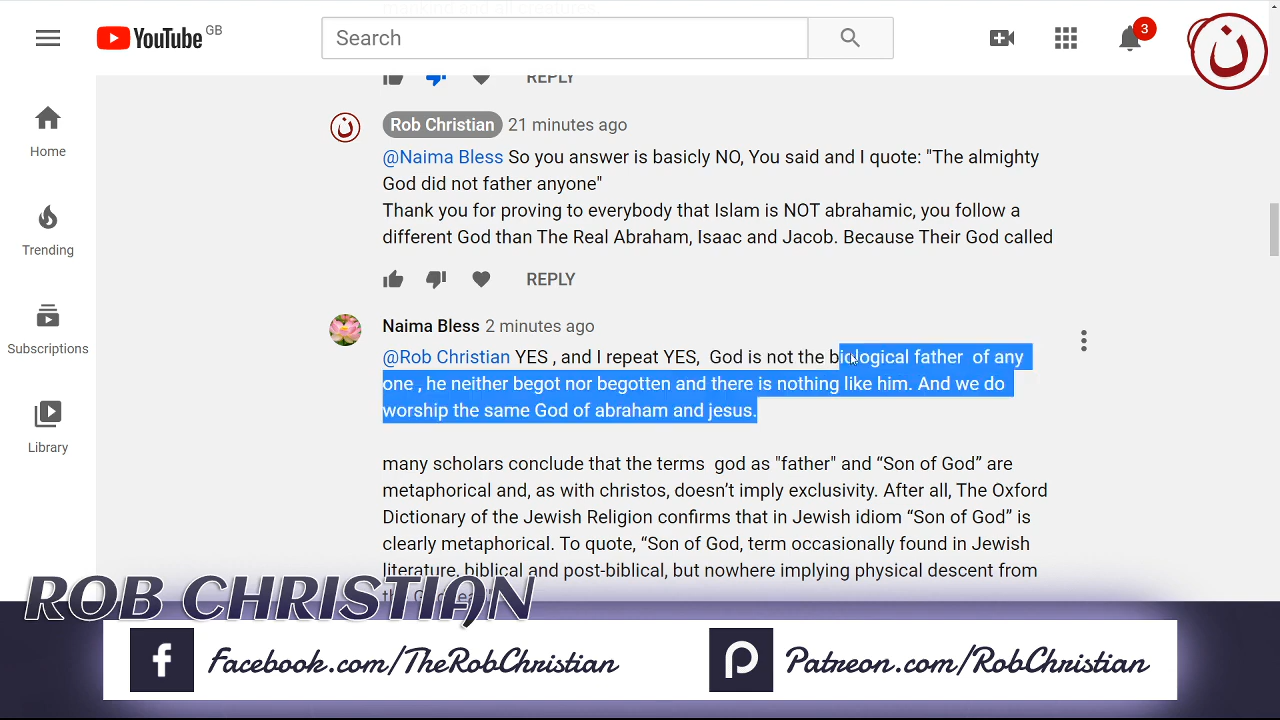 YouTube GB
Search
3
ن
REPLY
ن
Rob Christian 21 minutes ago
@Naima Bless So you answer is basicly NO, You said and I quote: "The almighty
God did not father anyone"
Thank you for proving to everybody that Islam is NOT abrahamic, you follow a
different God than The Real Abraham, Isaac and Jacob. Because Their God called
REPLY
Naima Bless 2 minutes ago
@Rob Christian YES , and I repeat YES, God is not the biological father of any
one , he neither begot nor begotten and there is nothing like him. And we do
worship the same God of abraham and jesus.
many scholars conclude that the terms god as "father" and “Son of God” are
metaphorical and, as with christos, doesn’t imply exclusivity. After all, The Oxford
Dictionary of the Jewish Religion confirms that in Jewish idiom “Son of God” is
clearly metaphorical. To quote, “Son of God, term occasionally found in Jewish
literature, biblical and post-biblical, but nowhere implying physical descent from
Home
Trending
Subscriptions
Library
ROB CHRISTIAN
Facebook.com/TheRobChristian
Patreon.com/RobChristian